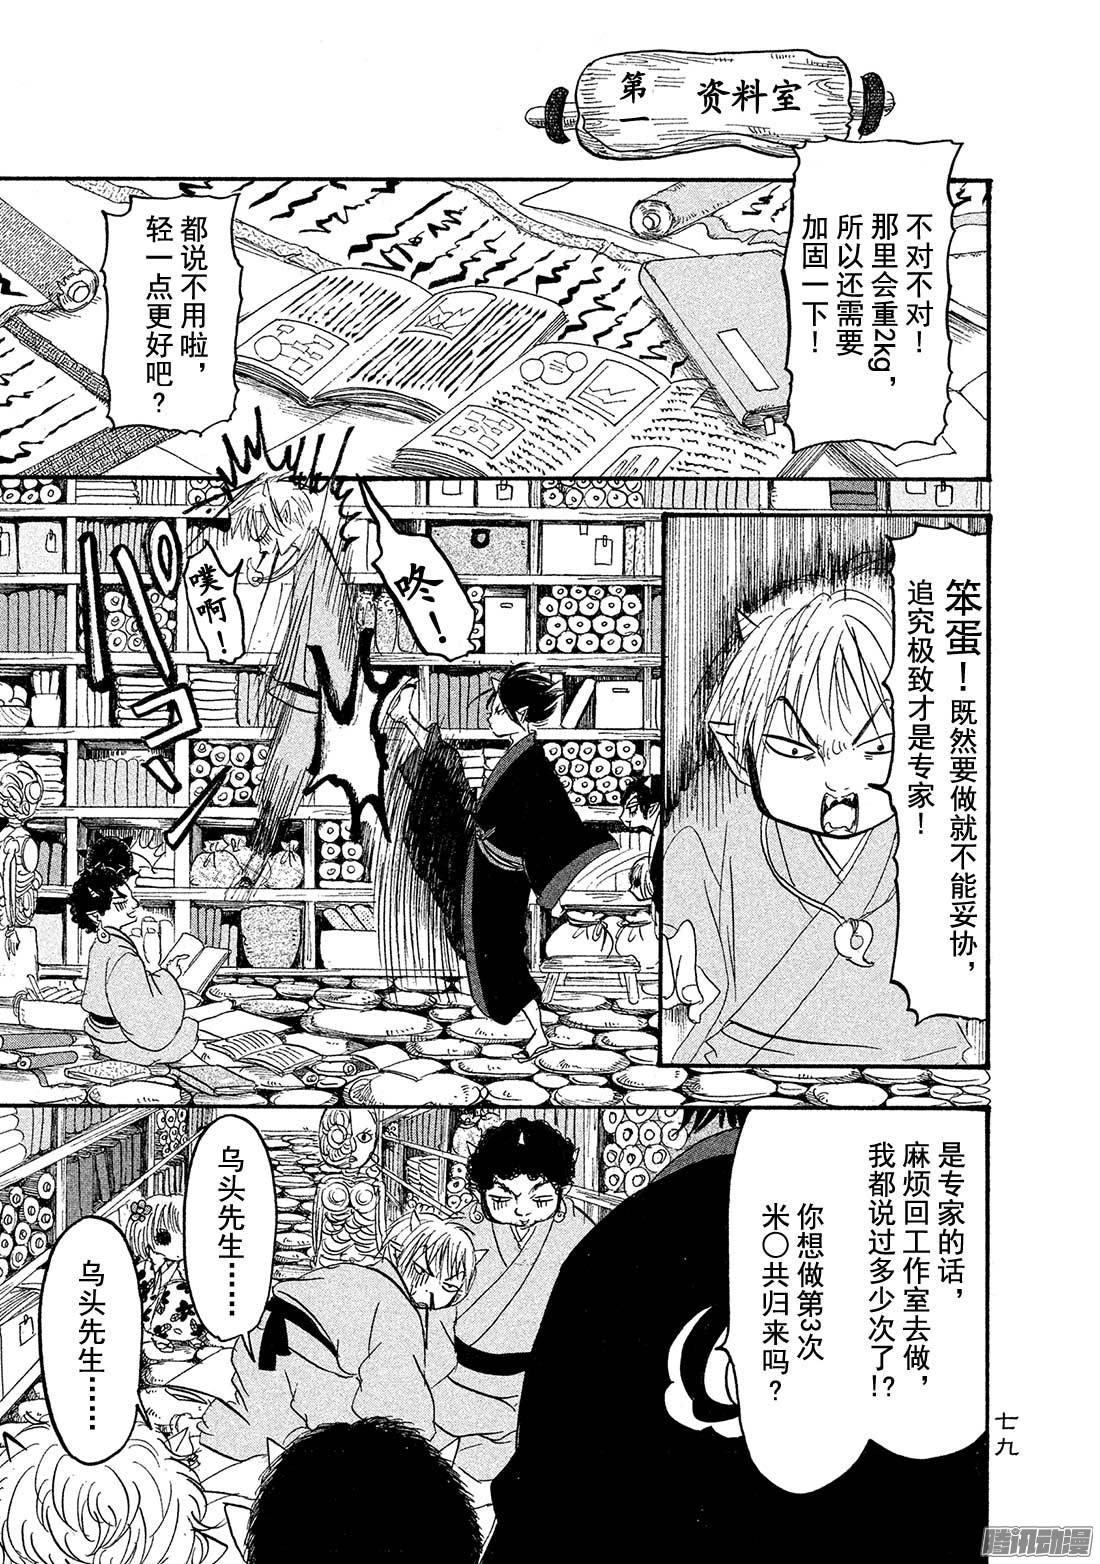 第一 资料室
不对不对！
那里会重2kg，
所以还需要
加固一下！
都说不用啦，
轻一点更好吧？
笨蛋！既然要做就不能妥协，
追究极致才是专家！
咚！
噗啊！
パコーン
是专家的话，
麻烦回工作室去做，
我都说过多少次了!?
你想做第3次
米〇共归来吗？
乌头先生……
乌头先生……
七九
腾讯动漫